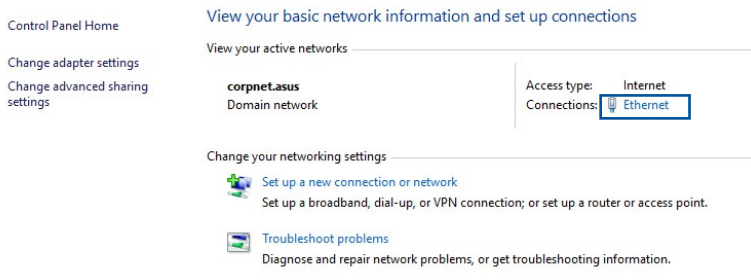 Control Panel Home
Change adapter settings
Change advanced sharing
settings
View your basic network information and set up connections
View your active networks
corpnet.asus
Domain network
Access type: Internet
Connections: Ethernet
Change your networking settings
Set up a new connection or network
Set up a broadband, dial-up, or VPN connection; or set up a router or access point.
Troubleshoot problems
Diagnose and repair network problems, or get troubleshooting information.